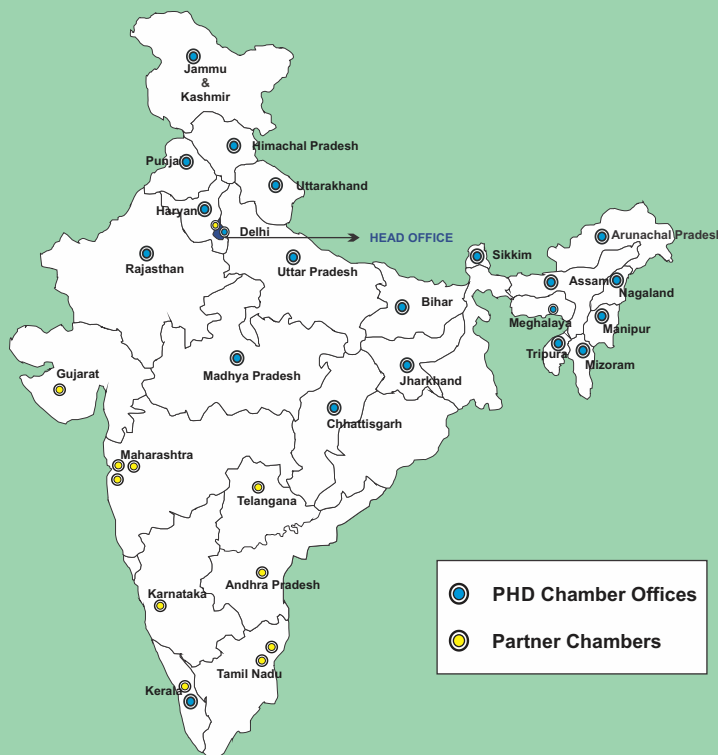 Jammu
&
Kashmir
Himachal Pradesh
Punja
Uttarakhand
Haryan
Delhi
HEAD OFFICE
Arunachal Pradesh
Rajasthan
Uttar Pradesh
Sikkim
Assam
Nagaland
Bihar
Meghalaya
Manipur
Tripura
Mizoram
Gujarat
Madhya Pradesh
Jharkhand
Chhattisgarh
Maharashtra
Telangana
Andhra Pradesh
Karnataka
Tamil Nadu
Kerala
PHD Chamber Offices
Partner Chambers